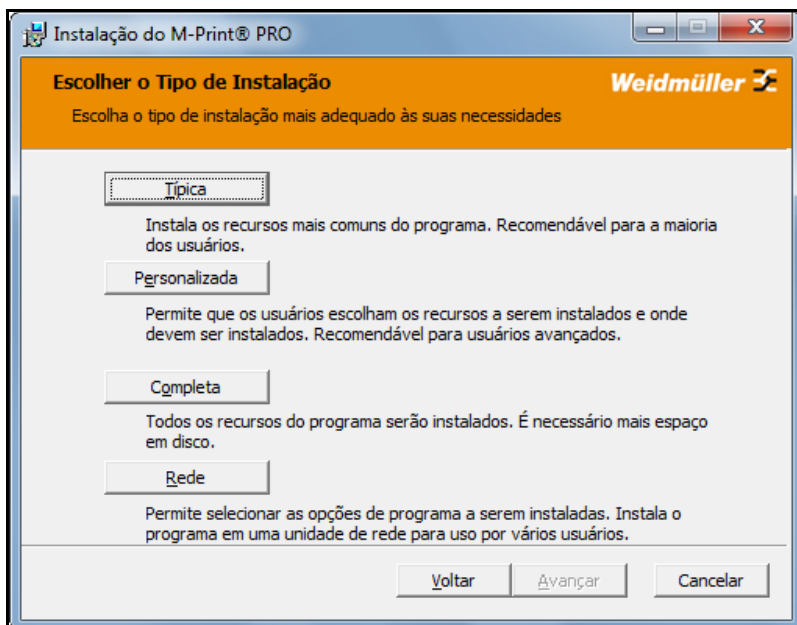 Instalação do M-Print® PRO
Escolher o Tipo de Instalação
Weidmüller
Escolha o tipo de instalação mais adequado às suas necessidades
Típica
Instala os recursos mais comuns do programa. Recomendável para a maioria
dos usuários.
Personalizada
Permite que os usuários escolham os recursos a serem instalados e onde
devem ser instalados. Recomendável para usuários avançados.
Completa
Todos os recursos do programa serão instalados. É necessário mais espaço
em disco.
Rede
Permite selecionar as opções de programa a serem instaladas. Instala o
programa em uma unidade de rede para uso por vários usuários.
Voltar
Avançar
Cancelar